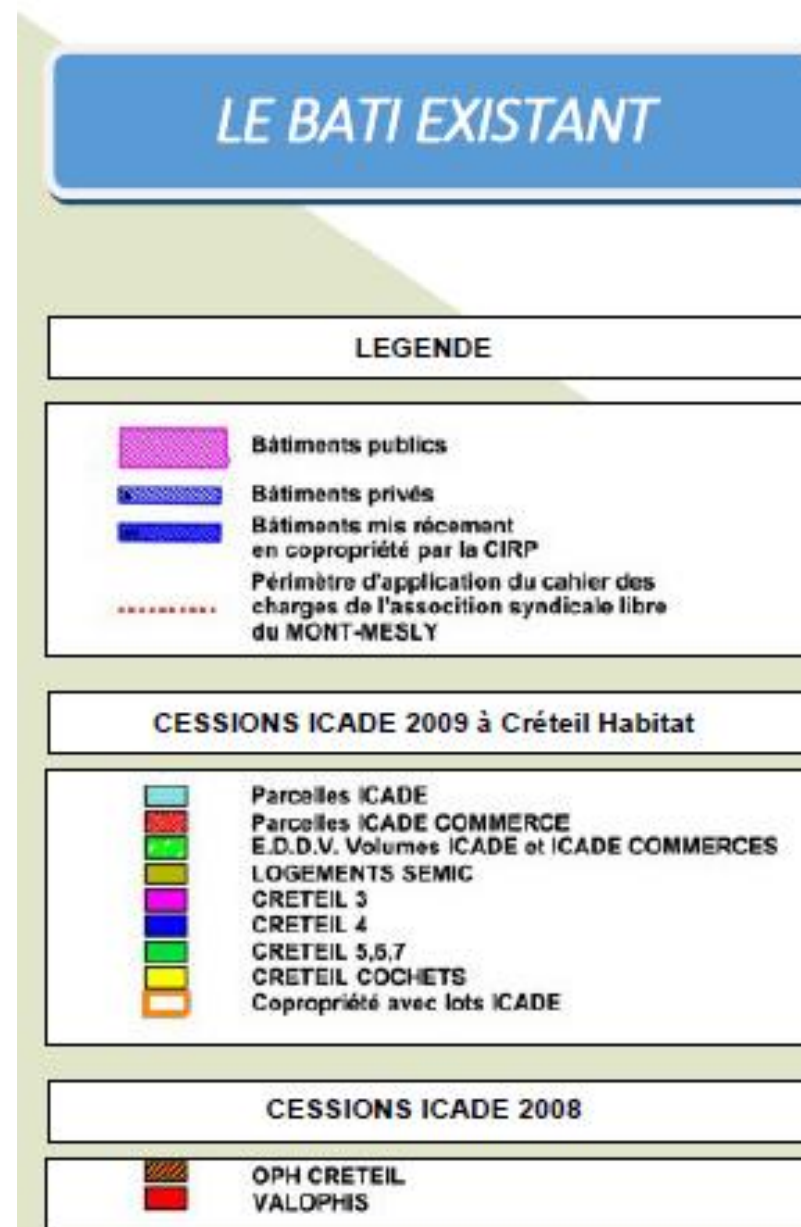 LE BATI EXISTANT
LEGENDE
Bâtiments publics
Bâtiments privés
Bâtiments mis récement
en copropriété par la CIRP
Périmètre d'application du cahier des
charges de l'assocition syndicale libre
du MONT-MESLY
CESSIONS ICADE 2009 à Créteil Habitat
Parcelles ICADE
Parcelles ICADE COMMERCE
E.D.D.V. Volumes ICADE et ICADE COMMERCES
LOGEMENTS SEMIC
CRETEIL 3
CRETEIL 4
CRETEIL 5,6,7
CRETEIL COCHETS
Copropriété avec lots ICADE
CESSIONS ICADE 2008
OPH CRETEIL
VALOPHIS